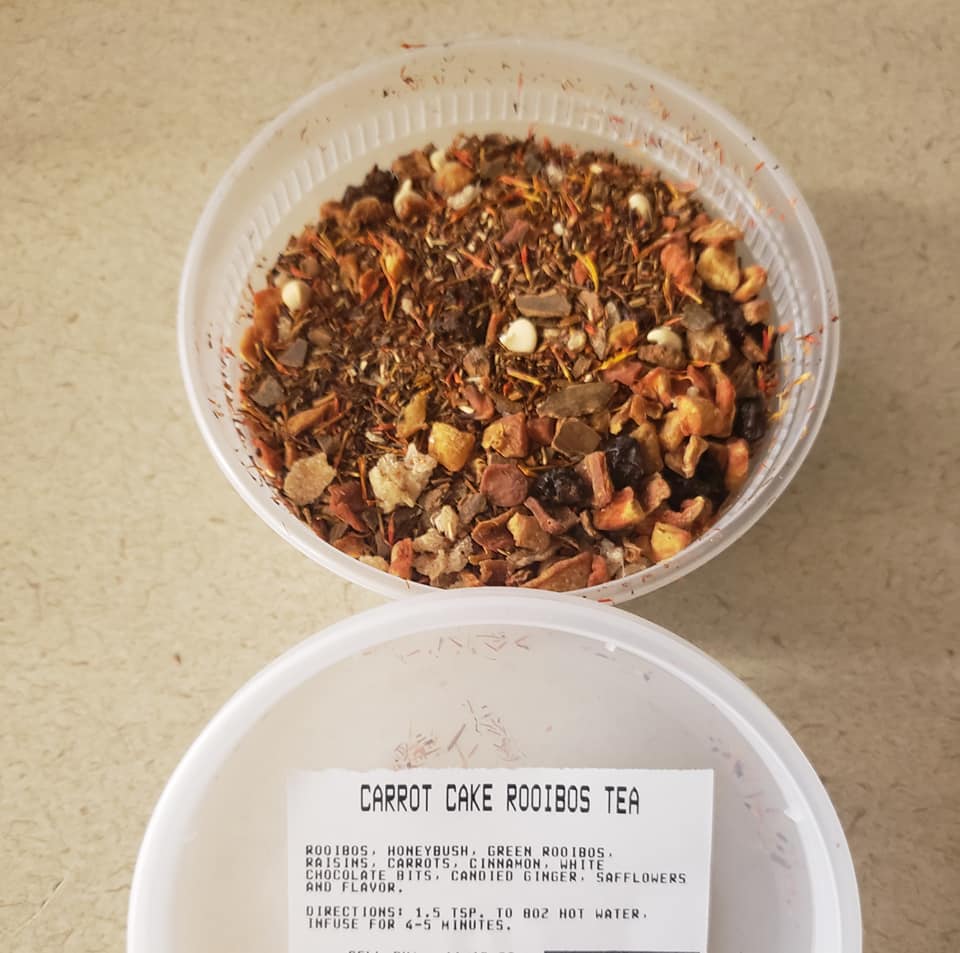 CARROT CAKE ROOIBOS TEA
ROOIBOS, HONEYBUSH, GREEN ROOIBOS,
RAISINS, CARROTS, CINNAMON, WHITE
CHOCOLATE BITS, CANDIED GINGER, SAFFLOWERS
AND FLAVOR.
DIRECTIONS: 1.5 TSP. TO 8OZ HOT WATER,
INFUSE FOR 4-5 MINUTES.